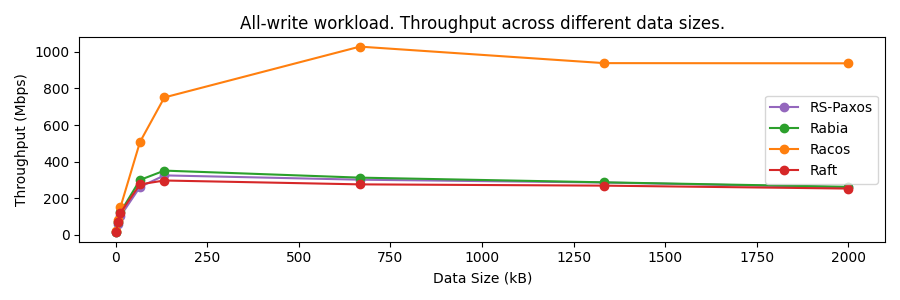 All-write workload. Throughput across different data sizes.
Throughput (Mbps)
1000
800
600
400
200
0
RS-Paxos
Rabia
Racos
Raft
0 250 500 750 1000 1250 1500 1750 2000
Data Size (kB)